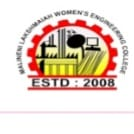 MALINENI LAKSHMAIAH WOMEN'S ENGINEERING COLLEGE
ESTD : 2008